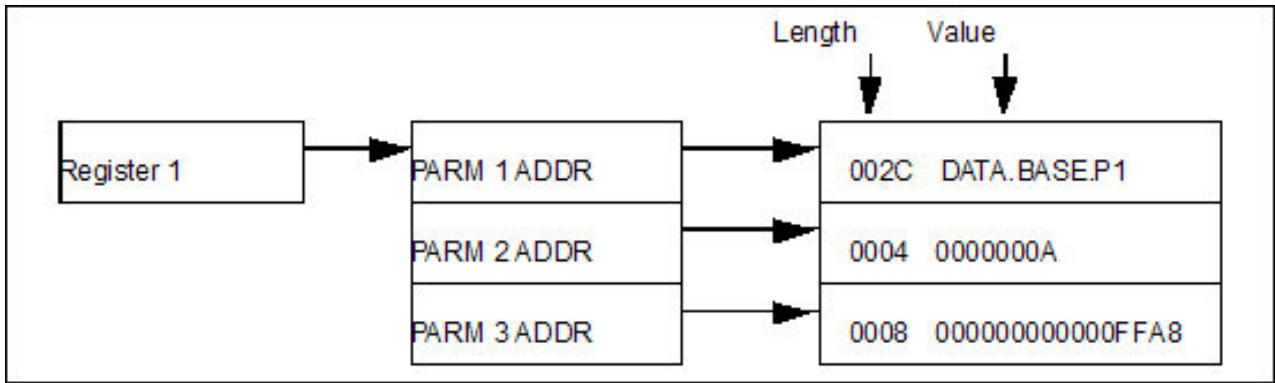 Length Value
Register 1 PARM 1 ADDR 002C DATA.BASE.P1
PARM 2 ADDR 0004 0000000A
PARM 3 ADDR 0008 000000000000FFA8